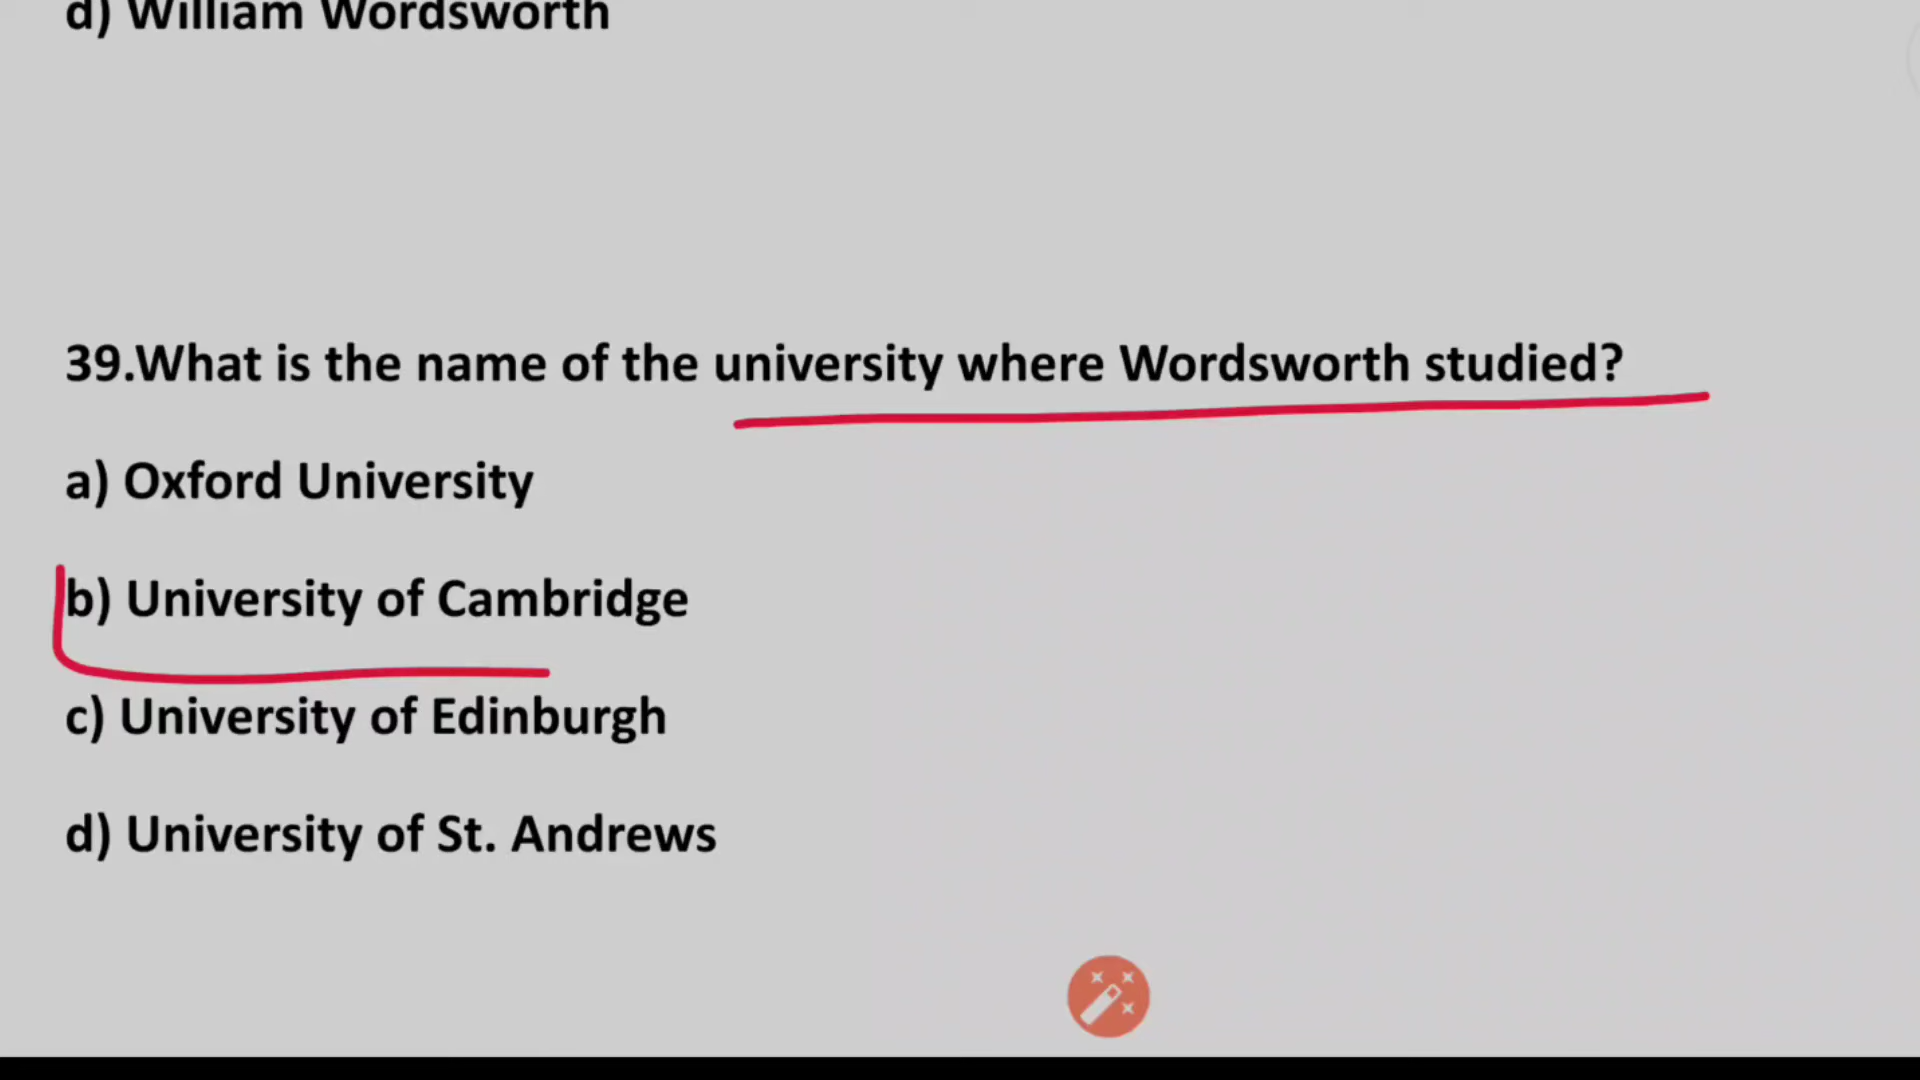 d) William Wordsworth
39.What is the name of the university where Wordsworth studied?
a) Oxford University
b) University of Cambridge
c) University of Edinburgh
d) University of St. Andrews